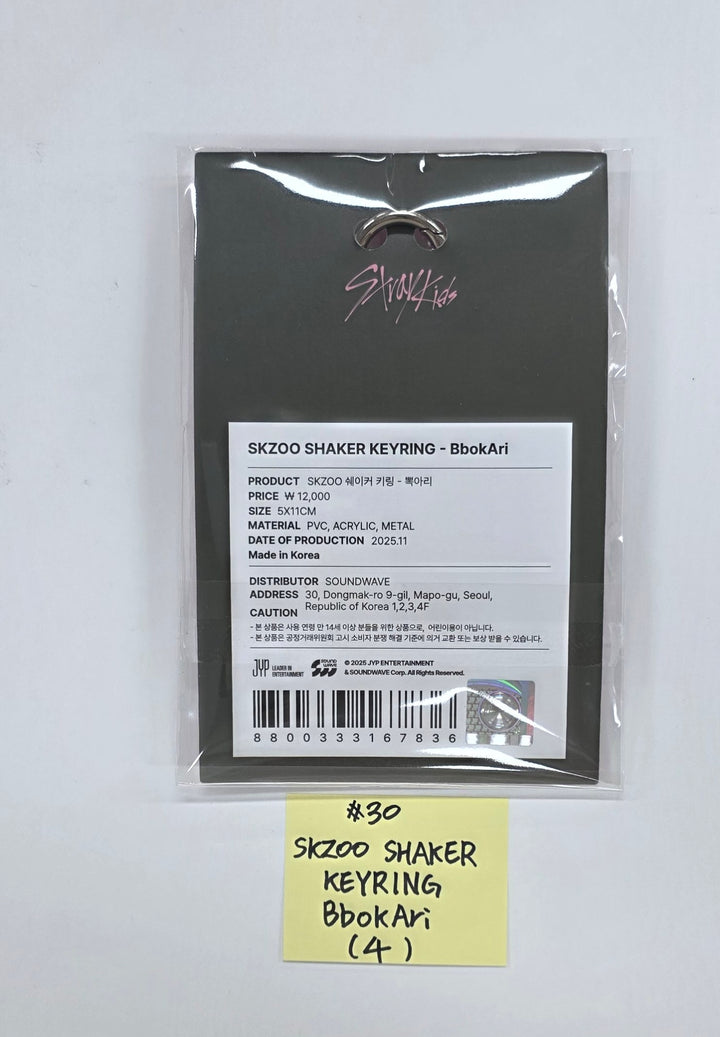 Stray Kids
SKZOO SHAKER KEYRING - BbokAri
PRODUCT SKZOO 쉐이커 키링 - 뽁아리
PRICE ₩ 12,000
SIZE 5X11CM
MATERIAL PVC, ACRYLIC, METAL
DATE OF PRODUCTION 2025.11
Made in Korea
DISTRIBUTOR SOUNDWAVE
ADDRESS 30, Dongmak-ro 9-gil, Mapo-gu, Seoul,
Republic of Korea 1,2,3,4F
CAUTION
- 본 상품은 사용 연령 만 14세 이상 분들을 위한 상품으로, 어린이용이 아닙니다.
- 본 상품은 공정거래위원회 고시 소비자 분쟁 해결 기준에 의거 교환 또는 보상 받을 수 있습니다.
JYP LEADER IN
ENTERTAINMENT
SOUND
WAVE
© 2025 JYP ENTERTAINMENT
& SOUNDWAVE Corp. All Rights Reserved.
8800333167836
#30
SKZOO SHAKER
KEYRING
BbokAri
(4)